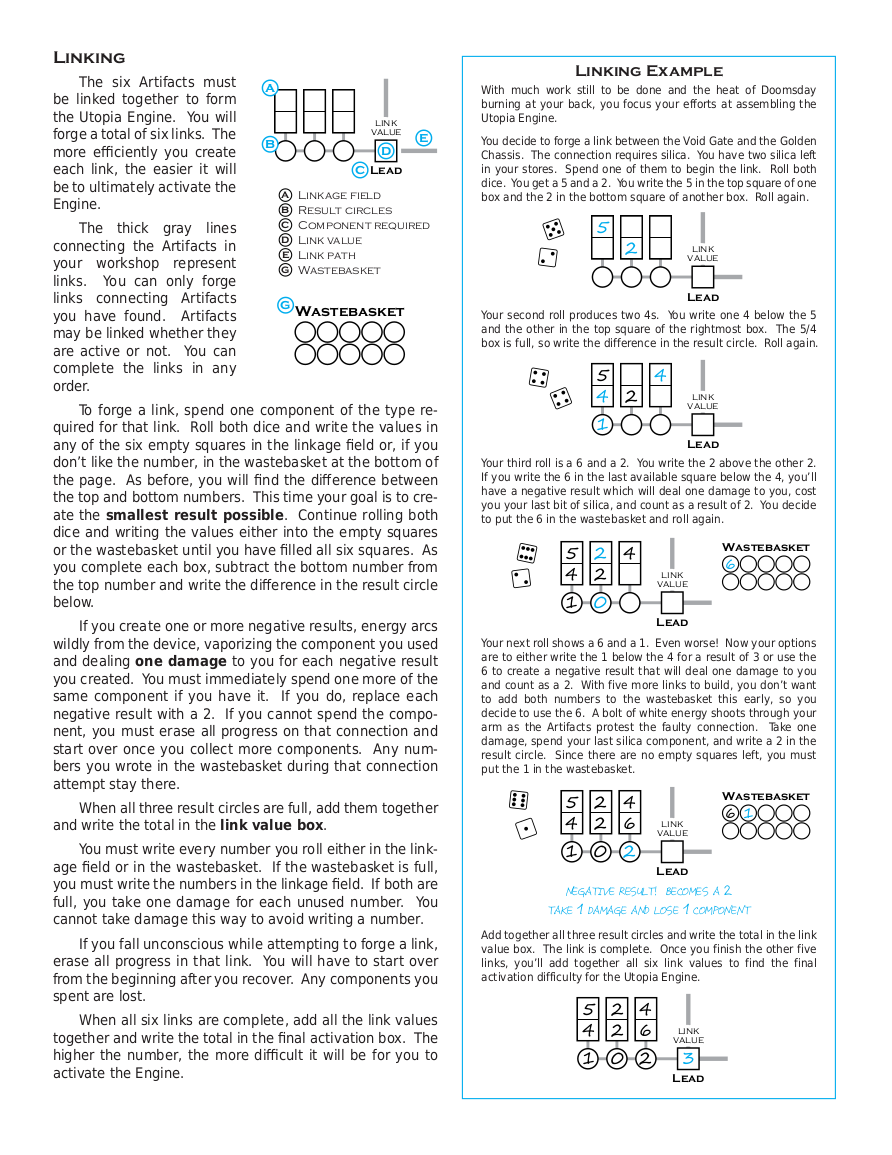 Linking
The six Artifacts must
be linked together to form
the Utopia Engine. You will
forge a total of six links. The
more efficiently you create
each link, the easier it will
be to ultimately activate the
Engine.
The thick gray lines
connecting the Artifacts in
your workshop represent
links. You can only forge
links connecting Artifacts
you have found. Artifacts
may be linked whether they
are active or not. You can
complete the links in any
order.
A
B
LINK
VALUE
E
D
C LEAD
A Linkage field
B Result circles
C Component required
D Link value
E Link path
G Wastebasket
G Wastebasket
To forge a link, spend one component of the type re-
quired for that link. Roll both dice and write the values in
any of the six empty squares in the linkage field or, if you
don't like the number, in the wastebasket at the bottom of
the page. As before, you will find the difference between
the top and bottom numbers. This time your goal is to cre-
ate the smallest result possible. Continue rolling both
dice and writing the values either into the empty squares
or the wastebasket until you have filled all six squares. As
you complete each box, subtract the bottom number from
the top number and write the difference in the result circle
below.
If you create one or more negative results, energy arcs
wildly from the device, vaporizing the component you used
and dealing one damage to you for each negative result
you created. You must immediately spend one more of the
same component if you have it. If you do, replace each
negative result with a 2. If you cannot spend the compo-
nent, you must erase all progress on that connection and
start over once you collect more components. Any num-
bers you wrote in the wastebasket during that connection
attempt stay there.
When all three result circles are full, add them together
and write the total in the link value box.
You must write every number you roll either in the link-
age field or in the wastebasket. If the wastebasket is full,
you must write the numbers in the linkage field. If both are
full, you take one damage for each unused number. You
cannot take damage this way to avoid writing a number.
If you fall unconscious while attempting to forge a link,
erase all progress in that link. You will have to start over
from the beginning after you recover. Any components you
spent are lost.
When all six links are complete, add all the link values
together and write the total in the final activation box. The
higher the number, the more difficult it will be for you to
activate the Engine.
Linking Example
With much work still to be done and the heat of Doomsday
burning at your back, you focus your efforts at assembling the
Utopia Engine.
You decide to forge a link between the Void Gate and the Golden
Chassis. The connection requires silica. You have two silica left
in your stores. Spend one of them to begin the link. Roll both
dice. You get a 5 and a 2. You write the 5 in the top square of one
box and the 2 in the bottom square of another box. Roll again.
5
2
LINK
VALUE
Lead
Your second roll produces two 4s. You write one 4 below the 5
and the other in the top square of the rightmost box. The 5/4
box is full, so write the difference in the result circle. Roll again.
5 4
4 2
LINK
VALUE
1
Lead
Your third roll is a 6 and a 2. You write the 2 above the other 2.
If you write the 6 in the last available square below the 4, you'll
have a negative result which will deal one damage to you, cost
you your last bit of silica, and count as a result of 2. You decide
to put the 6 in the wastebasket and roll again.
5 2 4
4 2
LINK
VALUE
1 0
Lead
Wastebasket
6
Your next roll shows a 6 and a 1. Even worse! Now your options
are to either write the 1 below the 4 for a result of 3 or use the
6 to create a negative result that will deal one damage to you
and count as a 2. With five more links to build, you don't want
to add both numbers to the wastebasket this early, so you
decide to use the 6. A bolt of white energy shoots through your
arm as the Artifacts protest the faulty connection. Take one
damage, spend your last silica component, and write a 2 in the
result circle. Since there are no empty squares left, you must
put the 1 in the wastebasket.
5 2 4
4 2 6
LINK
VALUE
1 0 2
Lead
Wastebasket
6 1
NEGATIVE RESULT! BECOMES A 2
TAKE 1 DAMAGE AND LOSE 1 COMPONENT
Add together all three result circles and write the total in the link
value box. The link is complete. Once you finish the other five
links, you'll add together all six link values to find the final
activation difficulty for the Utopia Engine.
5 2 4
4 2 6
LINK
VALUE
1 0 2 3
Lead